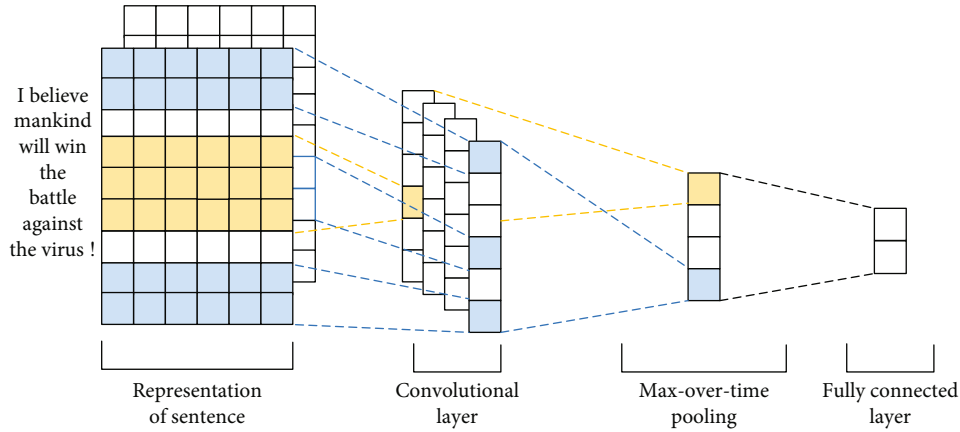 I believe
mankind
will win
the
battle
against
the virus !
Representation
of sentence
Convolutional
layer
Max-over-time
pooling
Fully connected
layer